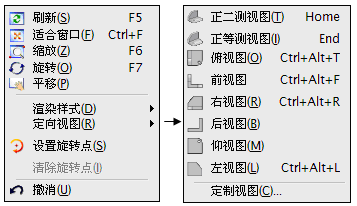 刷新(S) F5
适合窗口(F) Ctrl+F
缩放(Z) F6
旋转(O) F7
平移(P)
渲染样式(D)
定向视图(R)
设置旋转点(S)
清除旋转点(I)
撤消(U)
正二测视图(T) Home
正等测视图(I) End
俯视图(O) Ctrl+Alt+T
前视图 Ctrl+Alt+F
右视图(R) Ctrl+Alt+R
后视图(B)
仰视图(M)
左视图(L) Ctrl+Alt+L
定制视图(C)...